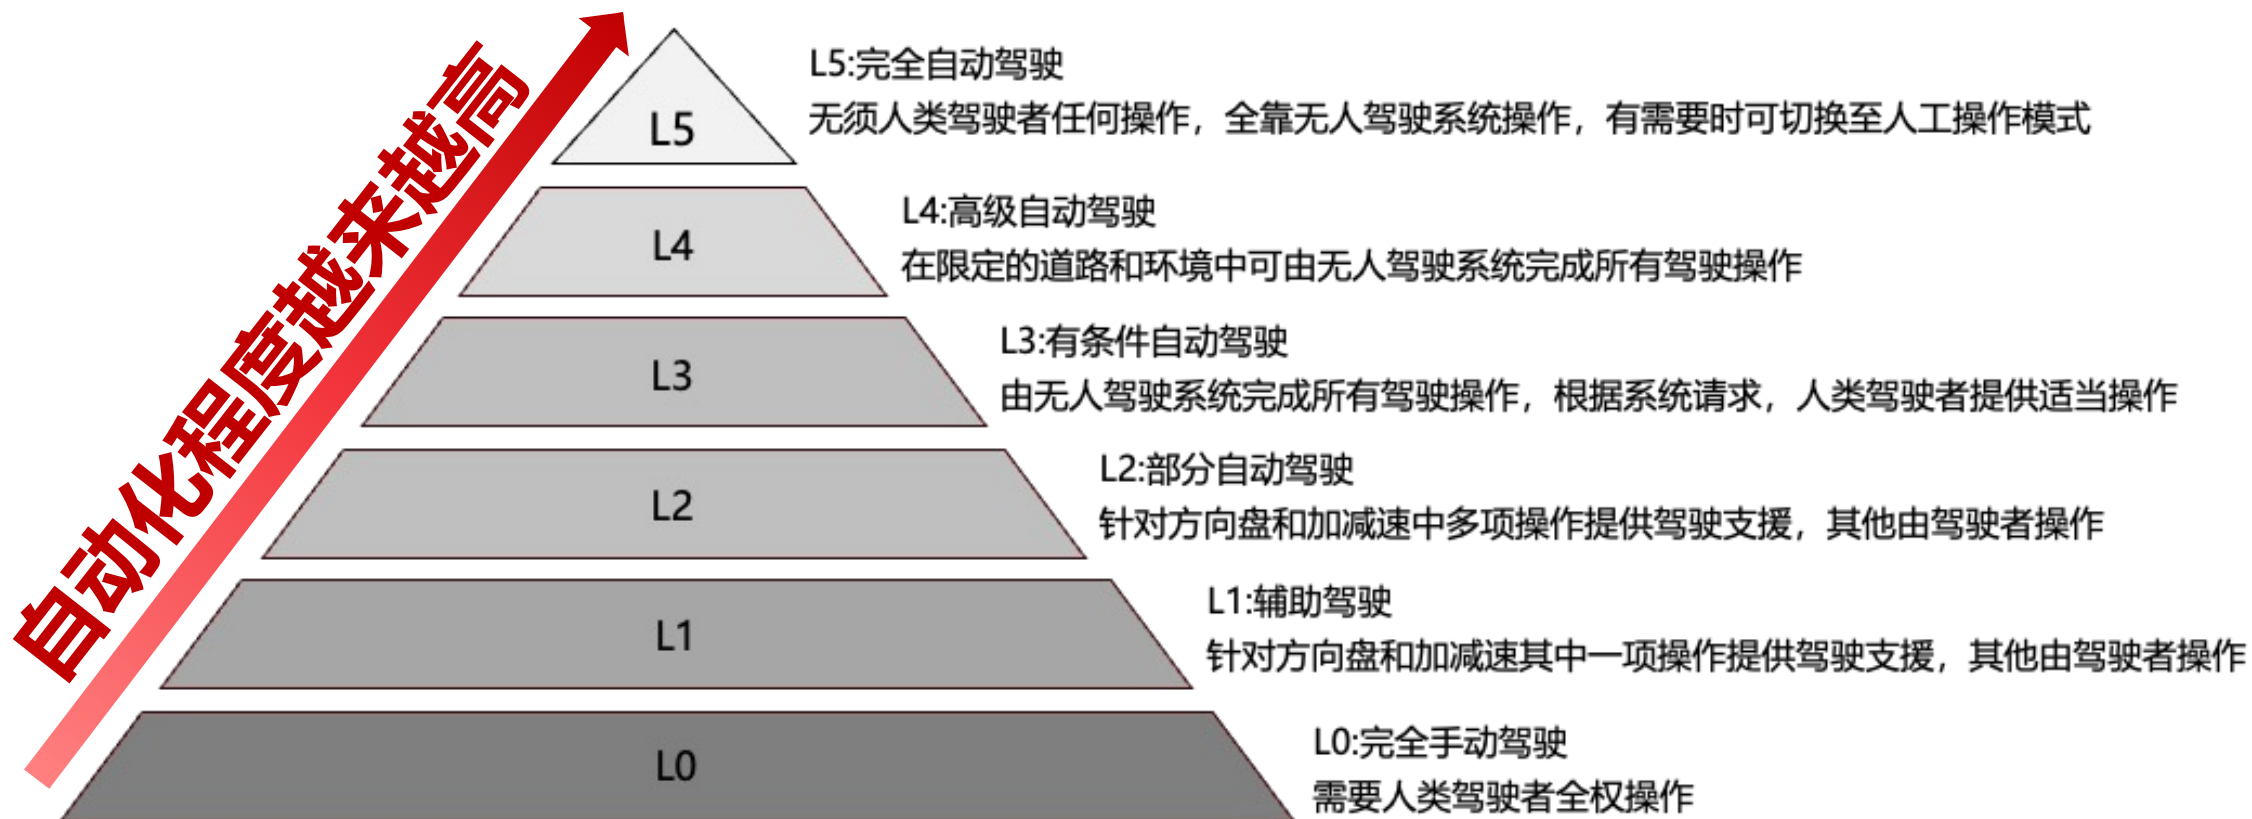 自动化程度越来越高
L5
L5:完全自动驾驶
无须人类驾驶者任何操作，全靠无人驾驶系统操作，有需要时可切换至人工操作模式
L4
L4:高级自动驾驶
在限定的道路和环境中可由无人驾驶系统完成所有驾驶操作
L3
L3:有条件自动驾驶
由无人驾驶系统完成所有驾驶操作，根据系统请求，人类驾驶者提供适当操作
L2
L2:部分自动驾驶
针对方向盘和加减速中多项操作提供驾驶支援，其他由驾驶者操作
L1
L1:辅助驾驶
针对方向盘和加减速其中一项操作提供驾驶支援，其他由驾驶者操作
L0
L0:完全手动驾驶
需要人类驾驶者全权操作